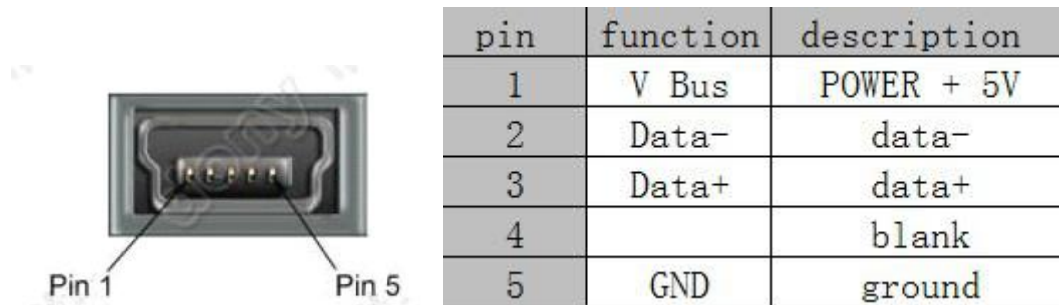 Pin 1
Pin 5
pin function description
1 V Bus POWER + 5V
2 Data- data-
3 Data+ data+
4 blank
5 GND ground